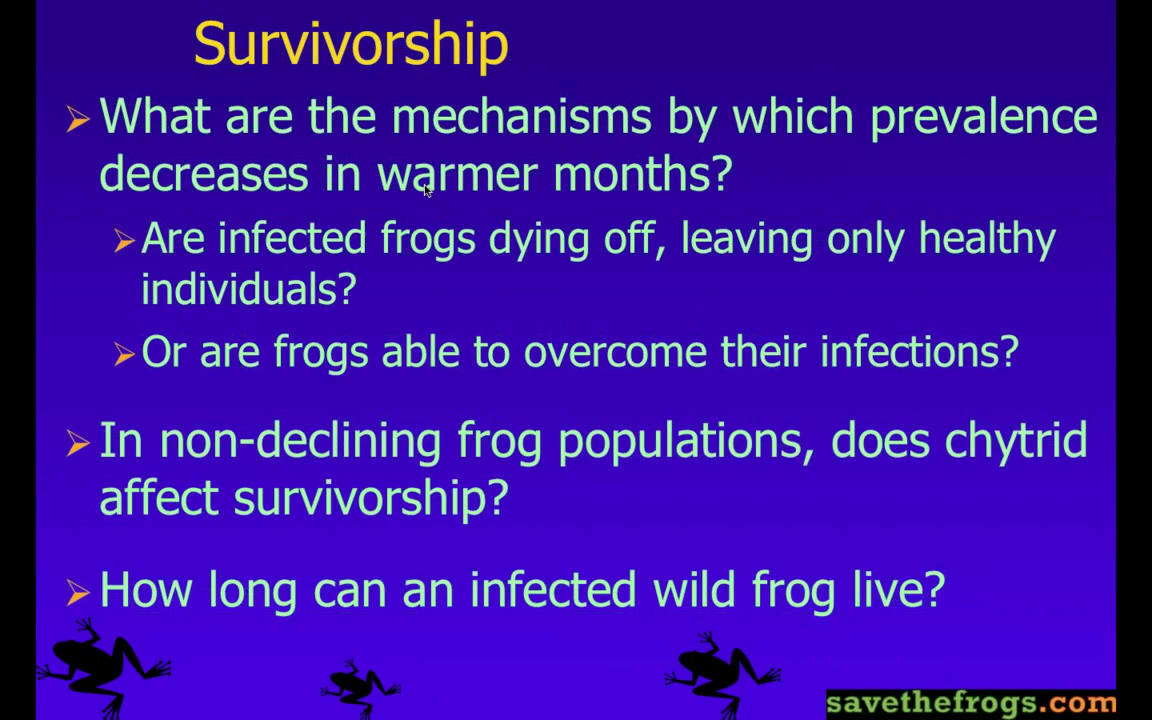 Survivorship
What are the mechanisms by which prevalence
decreases in warmer months?
Are infected frogs dying off, leaving only healthy
individuals?
Or are frogs able to overcome their infections?
In non-declining frog populations, does chytrid
affect survivorship?
How long can an infected wild frog live?
savethefrogs.com